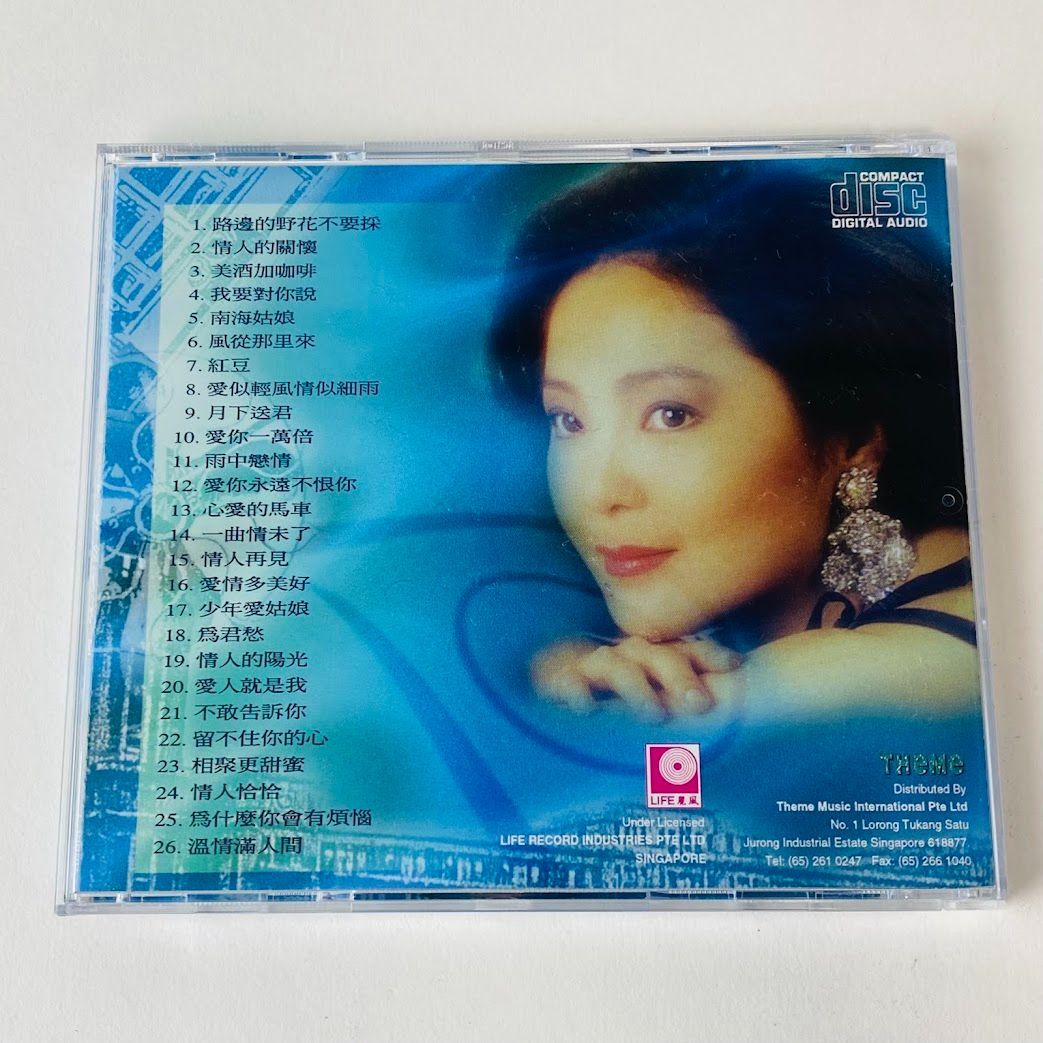 COMPACT
disc
DIGITAL AUDIO
1. 路邊的野花不要採
2. 情人的關懷
3. 美酒加咖啡
4. 我要對你說
5. 南海姑娘
6. 風從那里來
7. 紅豆
8. 愛似輕風情似細雨
9. 月下送君
10. 愛你一萬倍
11. 雨中戀情
12. 愛你永遠不恨你
13. 心愛的馬車
14. 一曲情未了
15. 情人再見
16. 愛情多美好
17. 少年愛姑娘
18. 爲君愁
19. 情人的陽光
20. 愛人就是我
21. 不敢告訴你
22. 留不住你的心
23. 相聚更甜蜜
24. 情人恰恰
25. 爲什麼你會有煩惱
26. 溫情滿人間
LIFE 麗風
Under Licensed
LIFE RECORD INDUSTRIES PTE LTD
SINGAPORE
THeMe
Distributed By
Theme Music International Pte Ltd
No. 1 Lorong Tukang Satu
Jurong Industrial Estate Singapore 618877
Tel: (65) 261 0247 Fax: (65) 266 1040